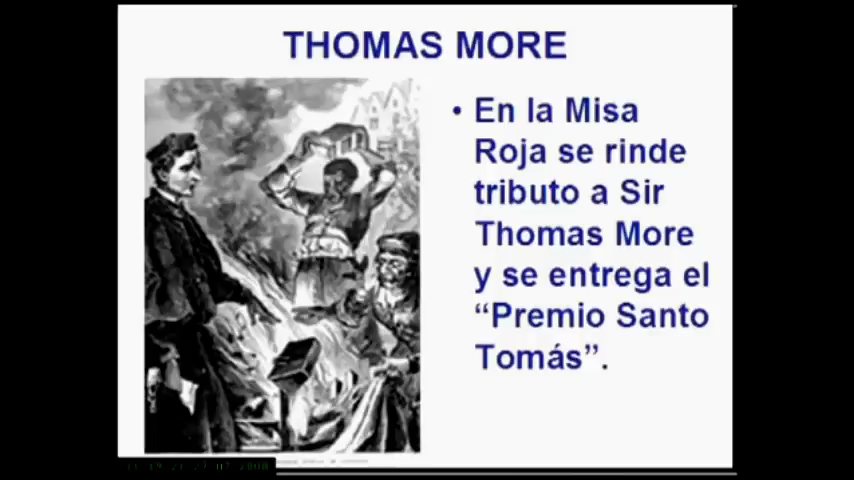 THOMAS MORE
• En la Misa
Roja se rinde
tributo a Sir
Thomas More
y se entrega el
“Premio Santo
Tomás”.